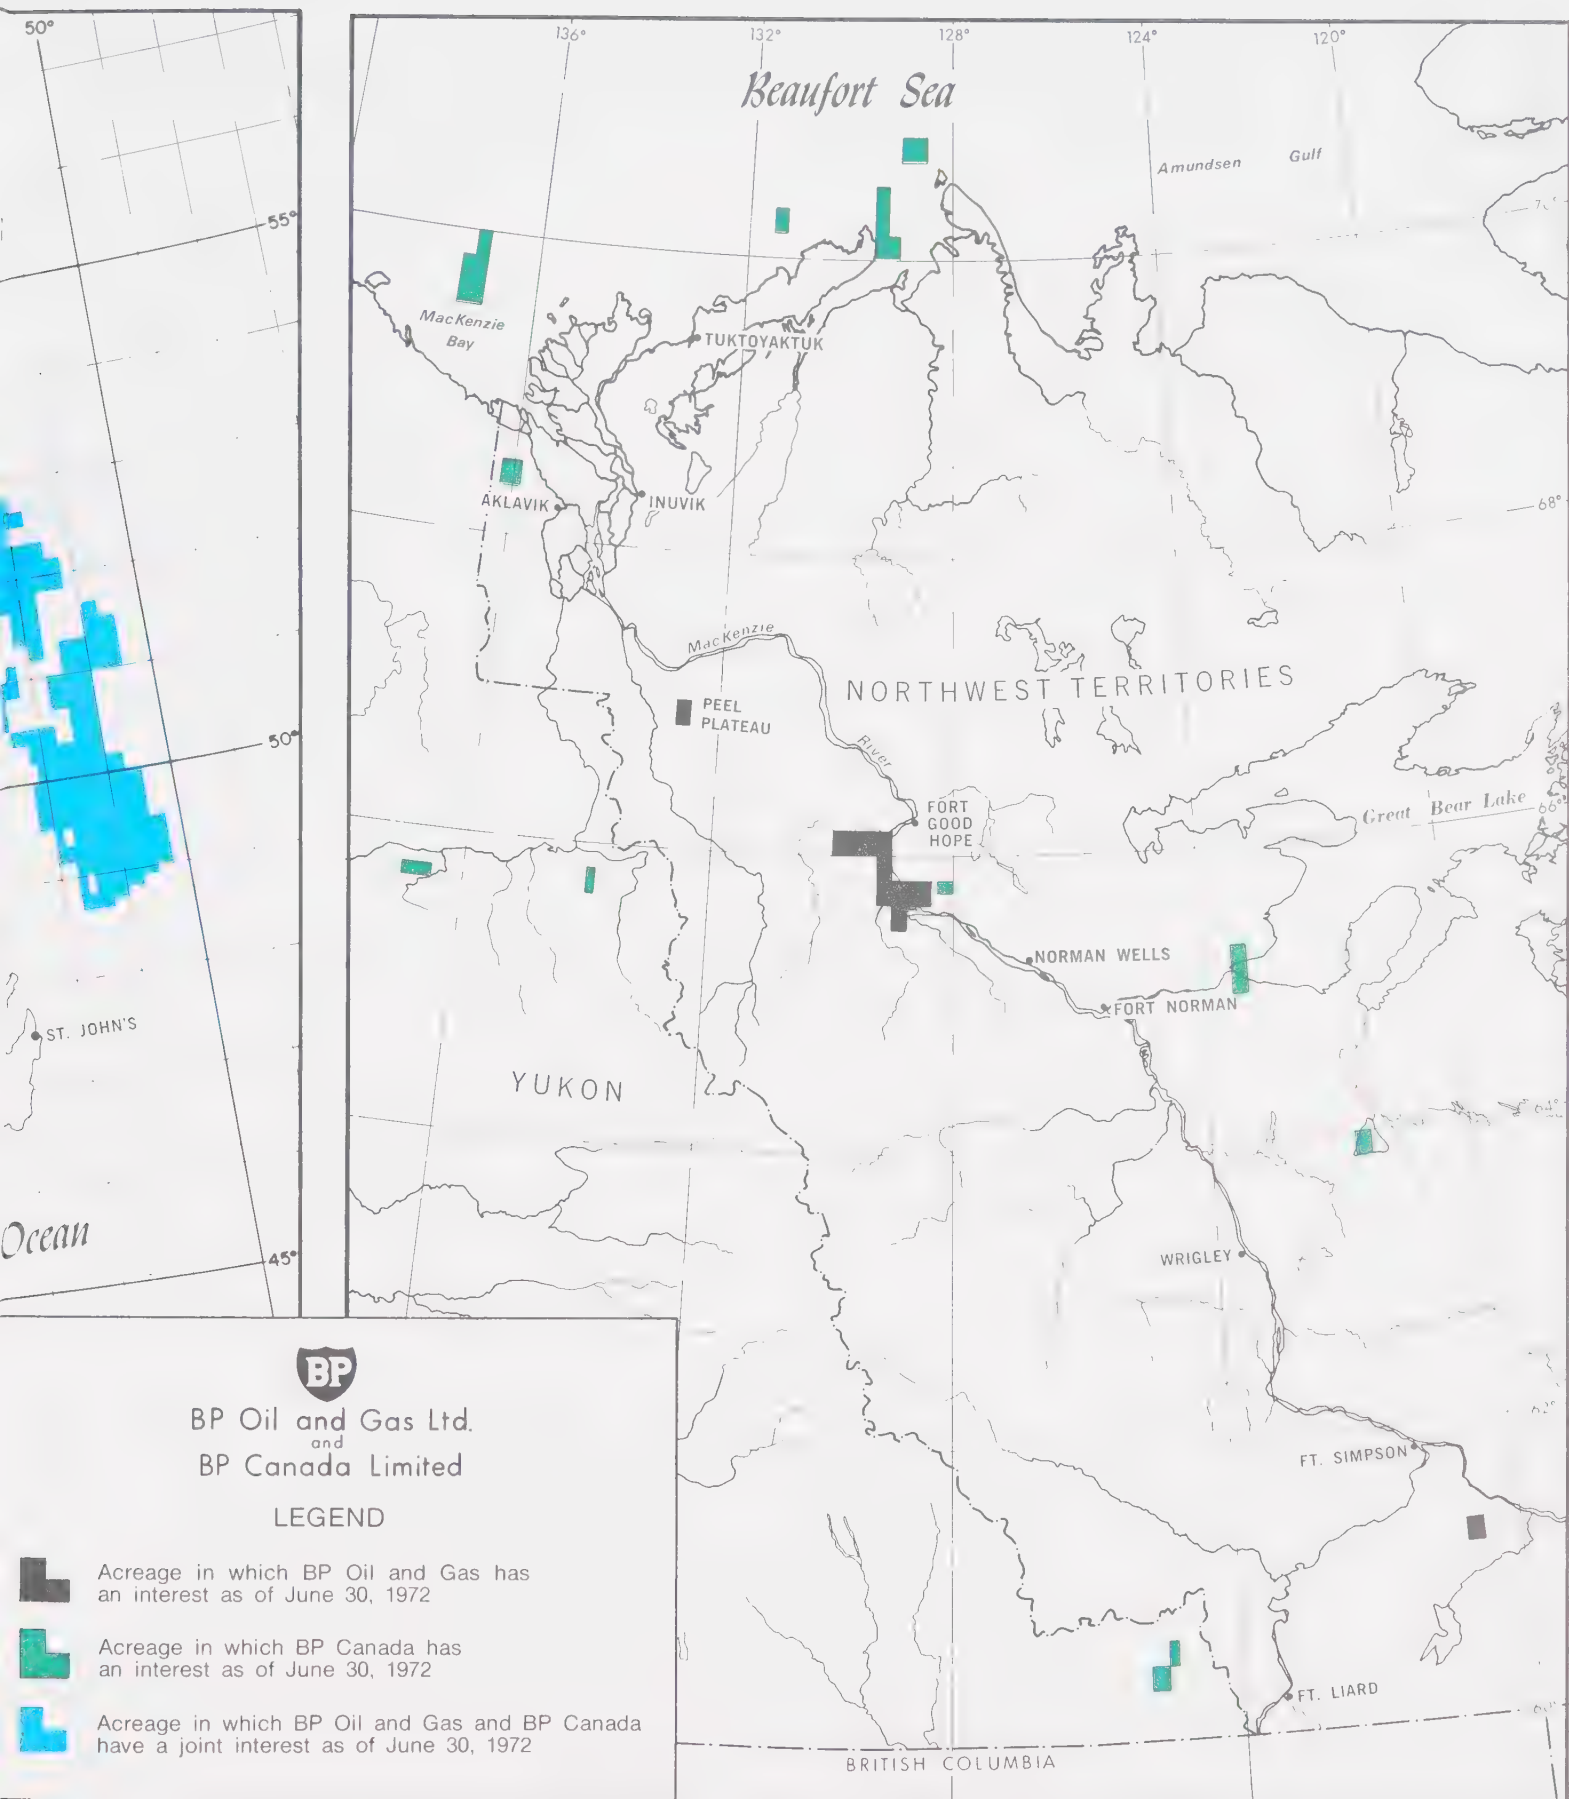 50°
55°
50°
ST. JOHN'S
Ocean
45°
136°
132°
128°
124°
120°
Beaufort Sea
Amundsen Gulf
MacKenzie
Bay
TUKTOYAKTUK
AKLAVIK
INUVIK
68°
MacKenzie
River
NORTHWEST TERRITORIES
PEEL
PLATEAU
FORT
GOOD
HOPE
Great Bear Lake
66°
NORMAN WELLS
FORT NORMAN
YUKON
WRIGLEY
62°
FT. SIMPSON
FT. LIARD
BRITISH COLUMBIA
BP
BP Oil and Gas Ltd.
and
BP Canada Limited
LEGEND
Acreage in which BP Oil and Gas has
an interest as of June 30, 1972
Acreage in which BP Canada has
an interest as of June 30, 1972
Acreage in which BP Oil and Gas and BP Canada
have a joint interest as of June 30, 1972